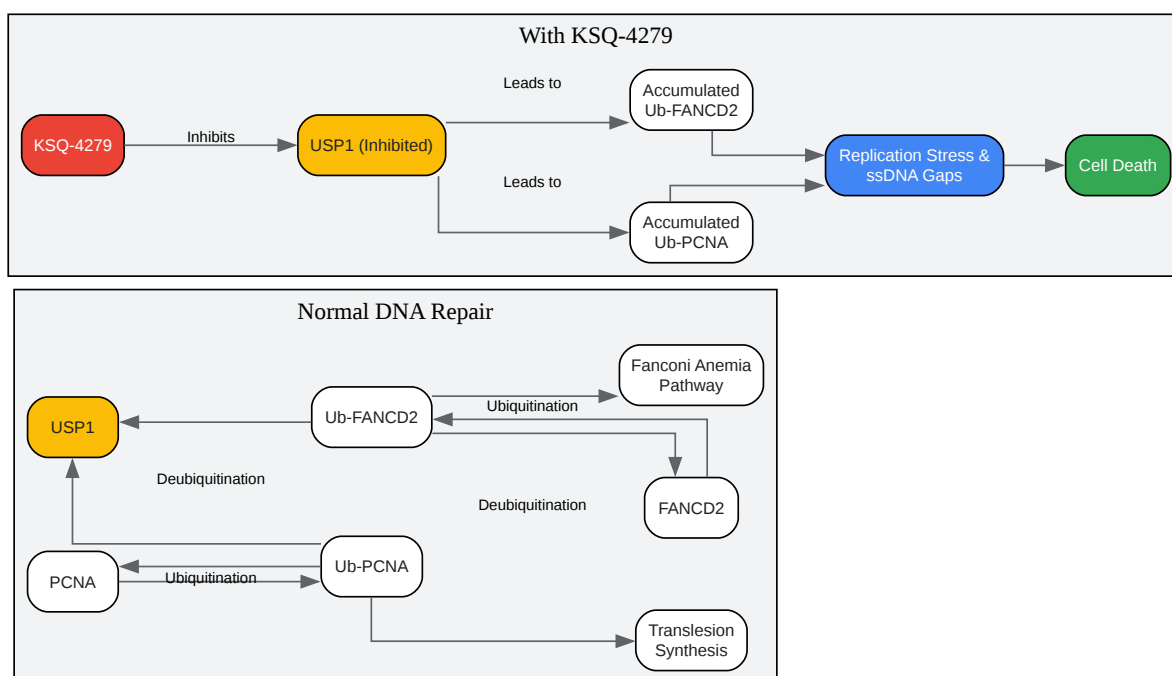 With KSQ-4279
Leads to
Accumulated
Ub-FANCD2
KSQ-4279
Inhibits
USP1 (Inhibited)
Replication Stress &
ssDNA Gaps
Cell Death
Leads to
Accumulated
Ub-PCNA
Normal DNA Repair
Fanconi Anemia
Pathway
Ubiquitination
Ub-FANCD2
USP1
Deubiquitination
Deubiquitination
FANCD2
Ub-PCNA
PCNA
Ubiquitination
Translesion
Synthesis